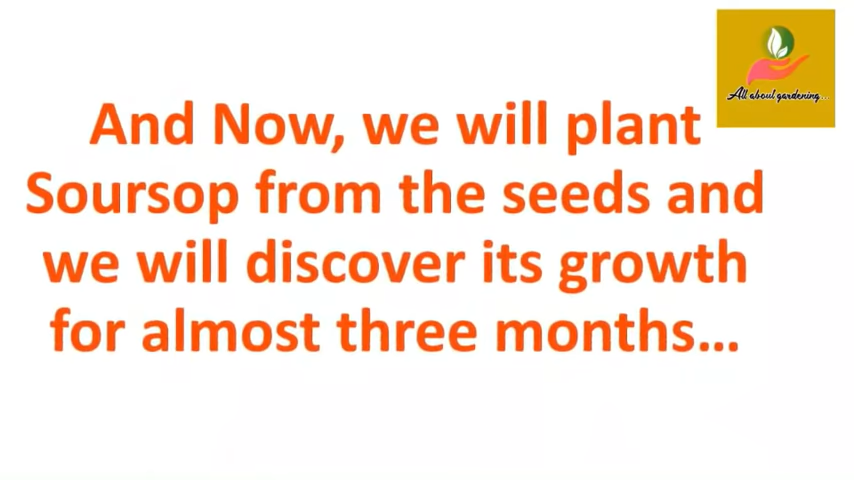 All about gardening...
And Now, we will plant
Soursop from the seeds and
we will discover its growth
for almost three months...